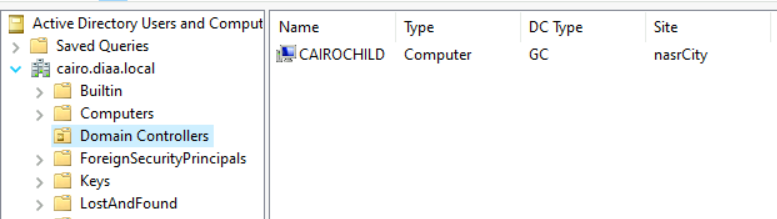 Active Directory Users and Comput
Saved Queries
cairo.diaa.local
Builtin
Computers
Domain Controllers
ForeignSecurityPrincipals
Keys
LostAndFound
Name Type DC Type Site
CAIROCHILD Computer GC nasrCity